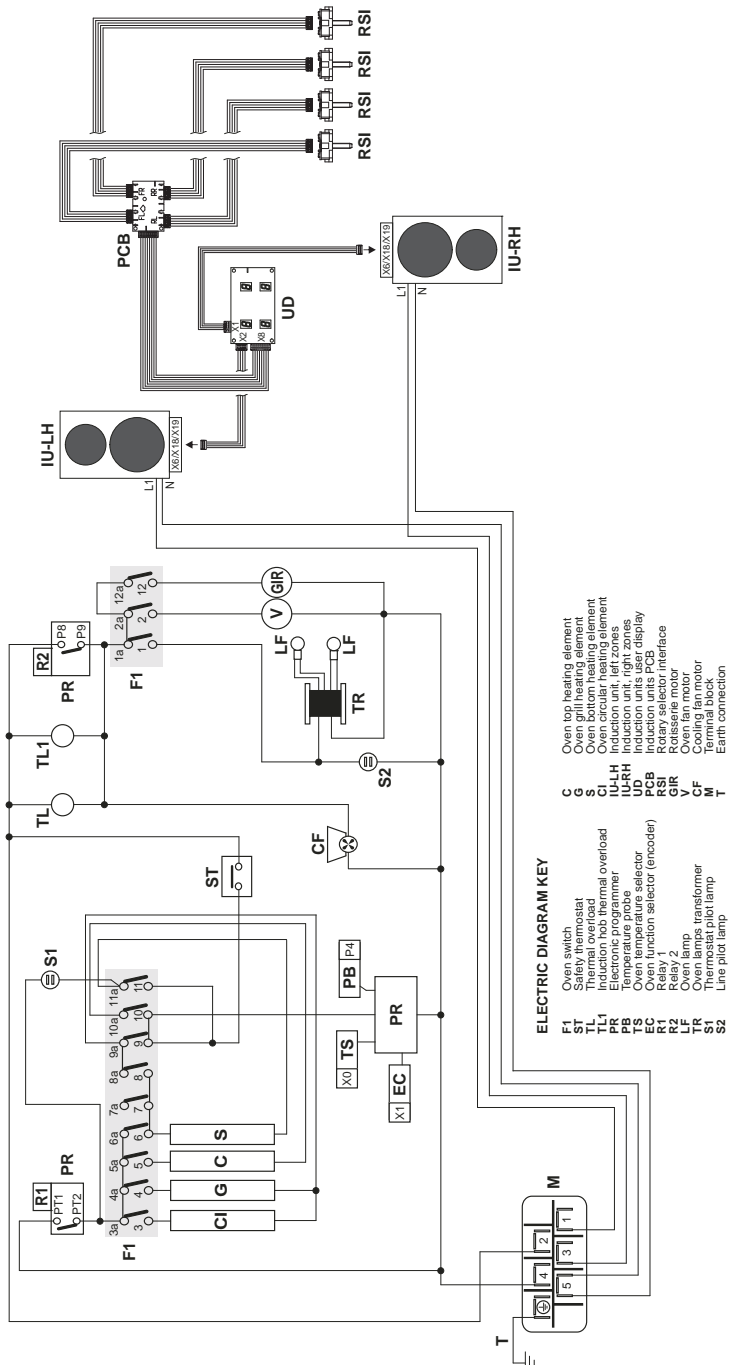 RSI
RSI
RSI
RSI
PCB
FL
FR
RL
RR
UD
X1
X2
X8
IU-LH
X6/X18/X19
L1
N
IU-RH
X6/X18/X19
L1
N
R2
P8
P9
PR
TL1
TL
F1
1a
2a
12a
1
2
12
V
GIR
LF
LF
TR
S2
CF
ST
S1
R1
PT1
PT2
PR
F1
3a
4a
5a
6a
7a
8a
9a
10a
11a
3
4
5
6
7
8
9
10
11
CI
G
C
S
X0
TS
PB
P4
X1
EC
PR
M
1
2
3
4
5
T
ELECTRIC DIAGRAM KEY
F1 Oven switch
ST Safety thermostat
TL Thermal overload
TL1 Induction hob thermal overload
PR Electronic programmer
PB Temperature probe
TS Oven temperature selector
EC Oven function selector (encoder)
R1 Relay 1
R2 Relay 2
LF Oven lamp
TR Oven lamps transformer
S1 Thermostat pilot lamp
S2 Line pilot lamp
C Oven top heating element
G Oven grill heating element
S Oven bottom heating element
CI Oven circular heating element
IU-LH Induction unit, left zones
IU-RH Induction unit, right zones
UD Induction units user display
PCB Induction units PCB
RSI Rotary selector interface
GIR Rotisserie motor
V Oven fan motor
CF Cooling fan motor
M Terminal block
T Earth connection